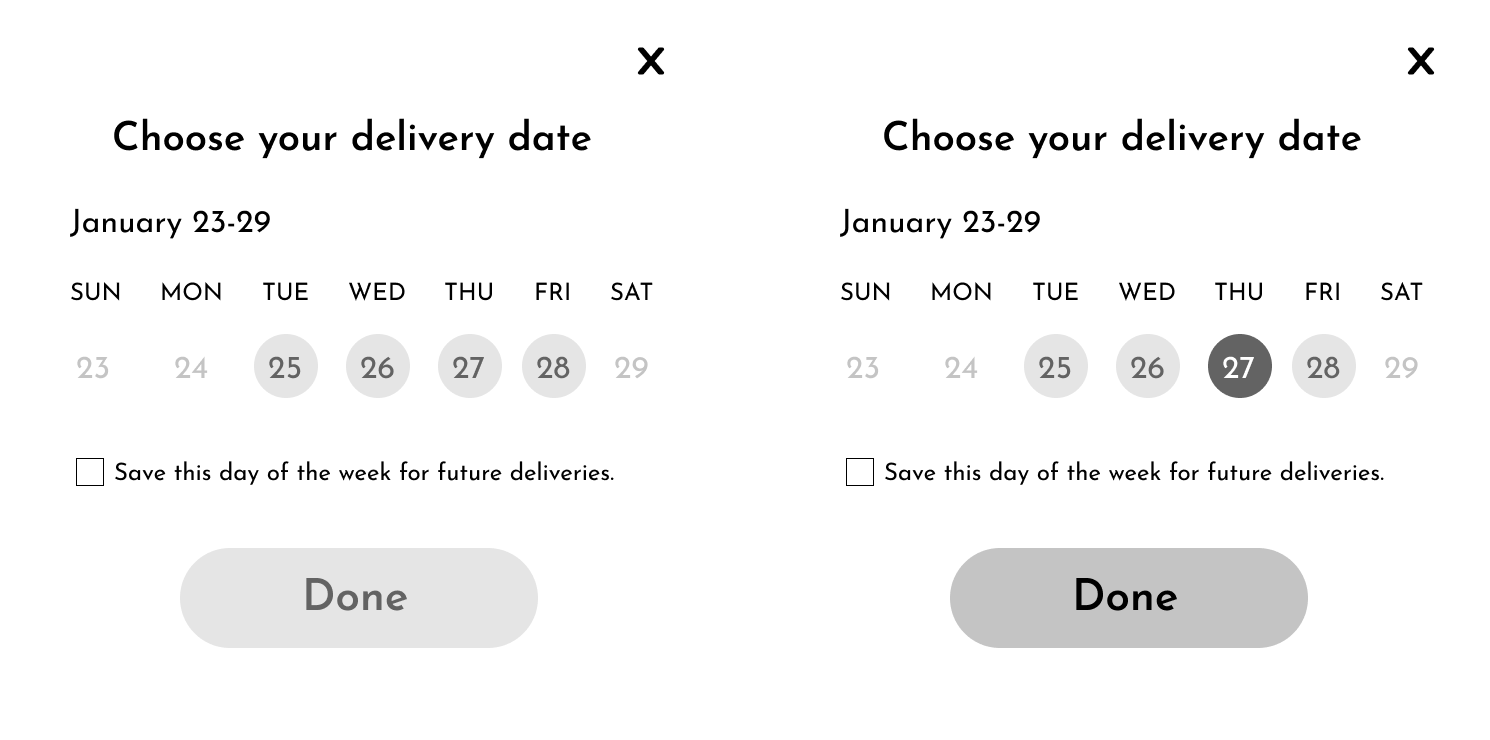 X
Choose your delivery date
January 23-29
SUN MON TUE WED THU FRI SAT
23 24 25 26 27 28 29
Save this day of the week for future deliveries.
Done
X
Choose your delivery date
January 23-29
SUN MON TUE WED THU FRI SAT
23 24 25 26 27 28 29
Save this day of the week for future deliveries.
Done